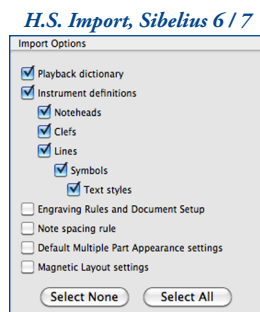 H.S. Import, Sibelius 6 / 7
Import Options
Playback dictionary
Instrument definitions
Noteheads
Clefs
Lines
Symbols
Text styles
Engraving Rules and Document Setup
Note spacing rule
Default Multiple Part Appearance settings
Magnetic Layout settings
Select None Select All